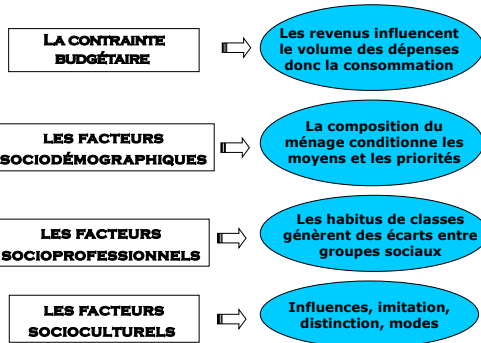 LA CONTRAINTE
BUDGÉTAIRE
Les revenus influencent
le volume des dépenses
donc la consommation
LES FACTEURS
SOCIODÉMOGRAPHIQUES
La composition du
ménage conditionne les
moyens et les priorités
LES FACTEURS
SOCIOPROFESSIONNELS
Les habitus de classes
génèrent des écarts entre
groupes sociaux
LES FACTEURS
SOCIOCULTURELS
Influences, imitation,
distinction, modes